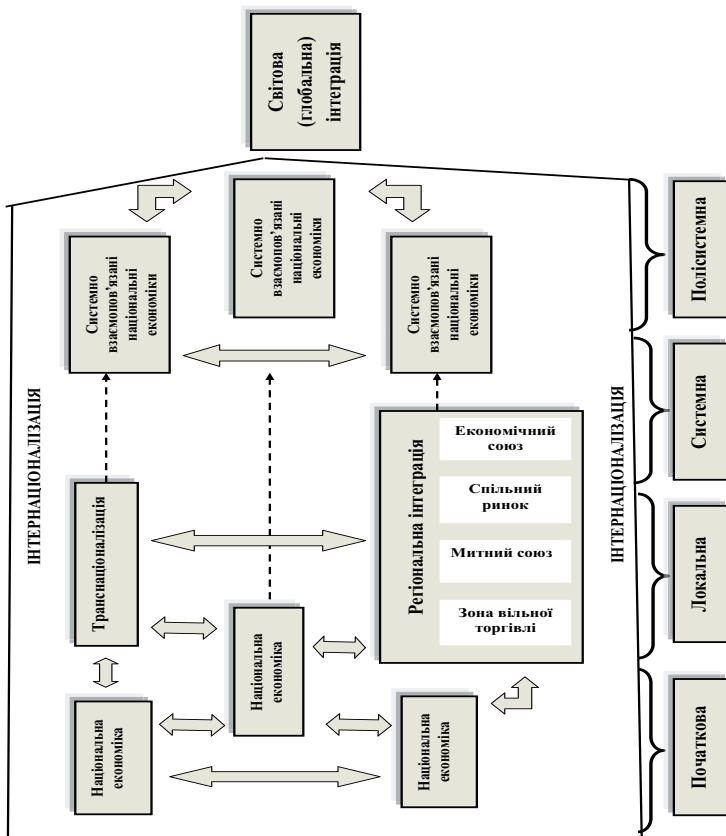 Світова
(глобальна)
інтеграція
Системно
взаємопов’язані
національні
економіки
Системно
взаємопов’язані
національні
економіки
Системно
взаємопов’язані
національні
економіки
ІНТЕРНАЦІОНАЛІЗАЦІЯ
Транснаціоналізація
Регіональна інтеграція
Економічний
союз
Спільний
ринок
Митний союз
Зона вільної
торгівлі
ІНТЕРНАЦІОНАЛІЗАЦІЯ
Національна
економіка
Національна
економіка
Національна
економіка
Полісистемна
Системна
Локальна
Початкова